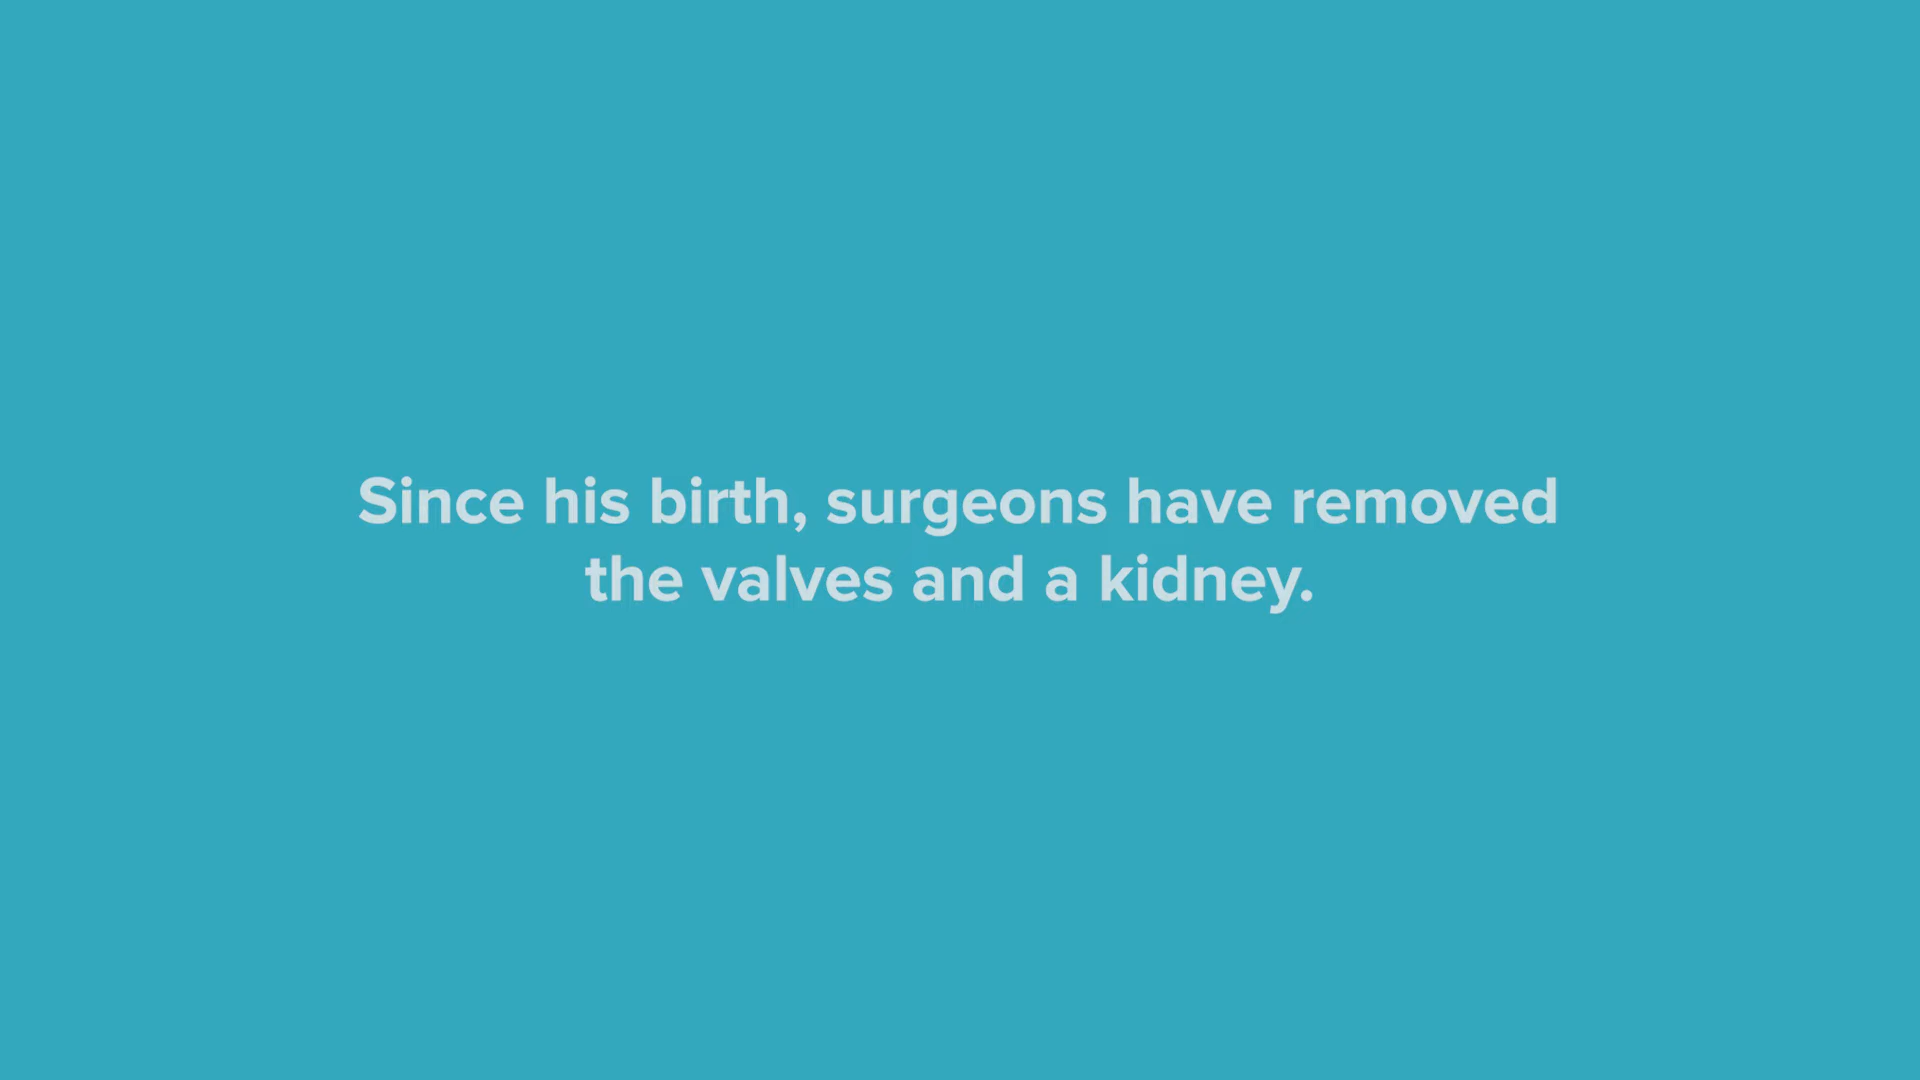 Since his birth, surgeons have removed
the valves and a kidney.